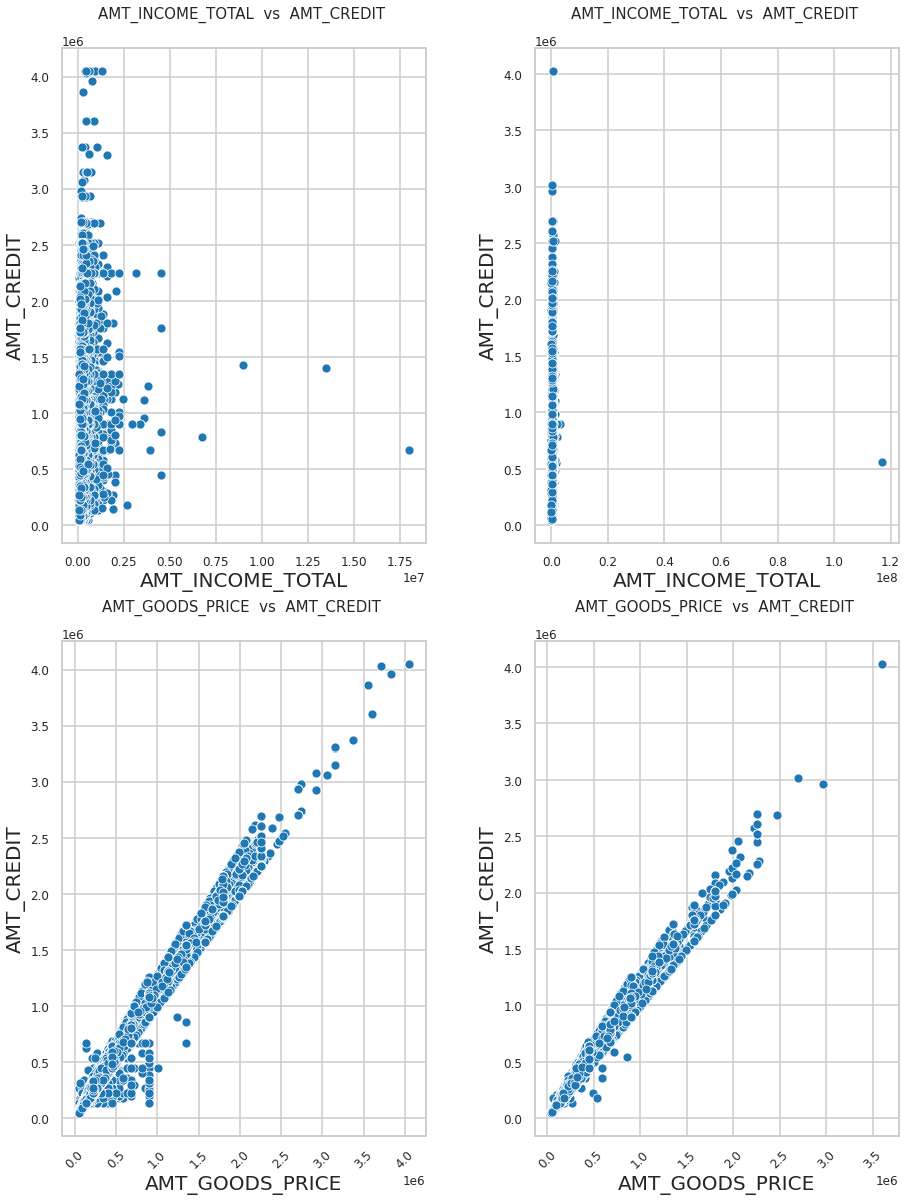 AMT_INCOME_TOTAL vs AMT_CREDIT
1e6
4.0
3.5
3.0
2.5
2.0
1.5
1.0
0.5
0.0
AMT_CREDIT
0.00 0.25 0.50 0.75 1.00 1.25 1.50 1.75
1e7
AMT_INCOME_TOTAL
AMT_INCOME_TOTAL vs AMT_CREDIT
1e6
4.0
3.5
3.0
2.5
2.0
1.5
1.0
0.5
0.0
AMT_CREDIT
0.0 0.2 0.4 0.6 0.8 1.0 1.2
1e8
AMT_INCOME_TOTAL
AMT_GOODS_PRICE vs AMT_CREDIT
1e6
4.0
3.5
3.0
2.5
2.0
1.5
1.0
0.5
0.0
AMT_CREDIT
0.0 0.5 1.0 1.5 2.0 2.5 3.0 3.5 4.0
1e6
AMT_GOODS_PRICE
AMT_GOODS_PRICE vs AMT_CREDIT
1e6
4.0
3.5
3.0
2.5
2.0
1.5
1.0
0.5
0.0
AMT_CREDIT
0.0 0.5 1.0 1.5 2.0 2.5 3.0 3.5
1e6
AMT_GOODS_PRICE